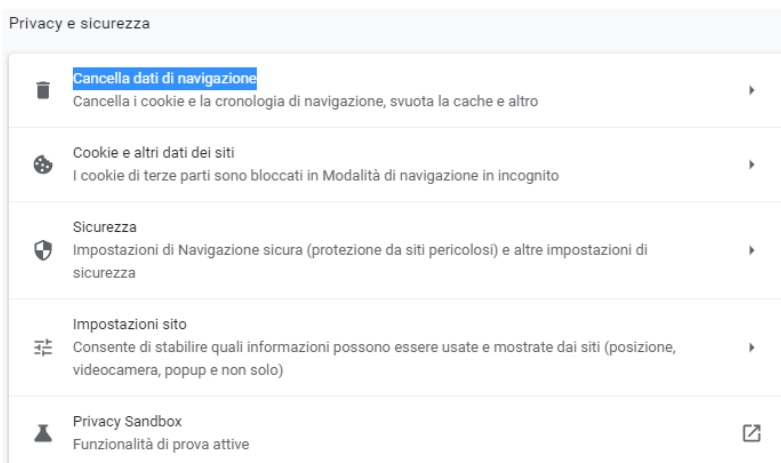 Privacy e sicurezza
Cancella dati di navigazione
Cancella i cookie e la cronologia di navigazione, svuota la cache e altro
Cookie e altri dati dei siti
I cookie di terze parti sono bloccati in Modalità di navigazione in incognito
Sicurezza
Impostazioni di Navigazione sicura (protezione da siti pericolosi) e altre impostazioni di
sicurezza
Impostazioni sito
Consente di stabilire quali informazioni possono essere usate e mostrate dai siti (posizione,
videocamera, popup e non solo)
Privacy Sandbox
Funzionalità di prova attive